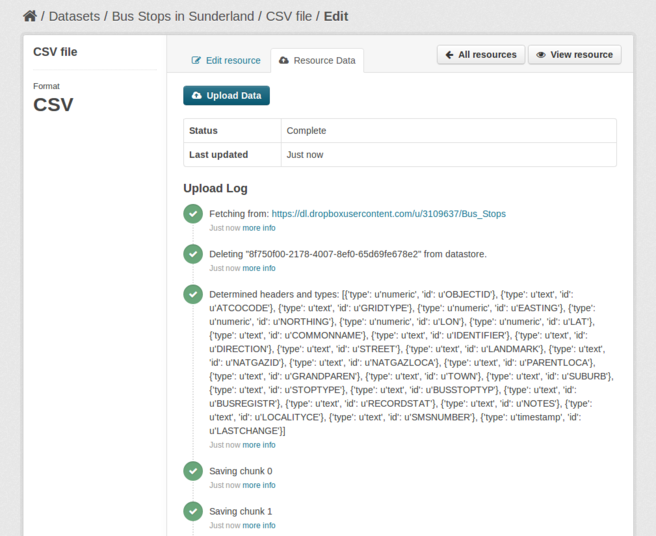 / Datasets / Bus Stops in Sunderland / CSV file / Edit
CSV file
Format
CSV
Edit resource
Resource Data
All resources
View resource
Upload Data
Status Complete
Last updated Just now
Upload Log
Fetching from: https://dl.dropboxusercontent.com/u/3109637/Bus_Stops
Just now more info
Deleting "8f750f00-2178-4007-8ef0-65d69fe678e2" from datastore.
Just now more info
Determined headers and types: [{'type': u'numeric', 'id': u'OBJECTID'}, {'type': u'text', 'id':
u'ATCOCODE'}, {'type': u'text', 'id': u'GRIDTYPE'}, {'type': u'numeric', 'id': u'EASTING'}, {'type':
u'numeric', 'id': u'NORTHING'}, {'type': u'numeric', 'id': u'LON'}, {'type': u'numeric', 'id': u'LAT'},
{'type': u'text', 'id': u'COMMONNAME'}, {'type': u'text', 'id': u'IDENTIFIER'}, {'type': u'text', 'id':
u'DIRECTION'}, {'type': u'text', 'id': u'STREET'}, {'type': u'text', 'id': u'LANDMARK'}, {'type': u'text',
'id': u'NATGAZID'}, {'type': u'text', 'id': u'NATGAZLOCA'}, {'type': u'text', 'id': u'PARENTLOCA'},
{'type': u'text', 'id': u'GRANDPAREN'}, {'type': u'text', 'id': u'TOWN'}, {'type': u'text', 'id': u'SUBURB'},
{'type': u'text', 'id': u'STOPTYPE'}, {'type': u'text', 'id': u'BUSSTOPTYP'}, {'type': u'text', 'id':
u'BUSREGISTR'}, {'type': u'text', 'id': u'RECORDSTAT'}, {'type': u'text', 'id': u'NOTES'}, {'type':
u'text', 'id': u'LOCALITYCE'}, {'type': u'text', 'id': u'SMSNUMBER'}, {'type': u'timestamp', 'id':
u'LASTCHANGE'}]
Just now more info
Saving chunk 0
Just now more info
Saving chunk 1
Just now more info